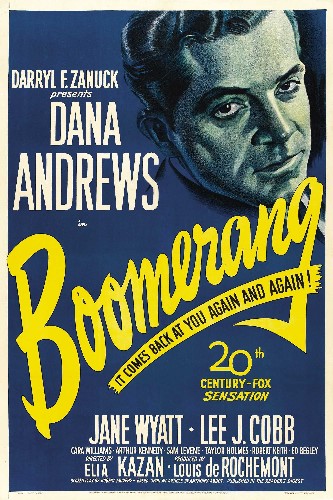 DARRYL F. ZANUCK
presents
DANA
ANDREWS
in
Boomerang
IT COMES BACK AT YOU AGAIN AND AGAIN!
20th
CENTURY-FOX
SENSATION
JANE WYATT • LEE J. COBB
CARA WILLIAMS • ARTHUR KENNEDY • SAM LEVENE • TAYLOR HOLMES • ROBERT KEITH • ED BEGLEY
DIRECTED BY ELIA KAZAN • PRODUCED BY Louis de ROCHEMONT